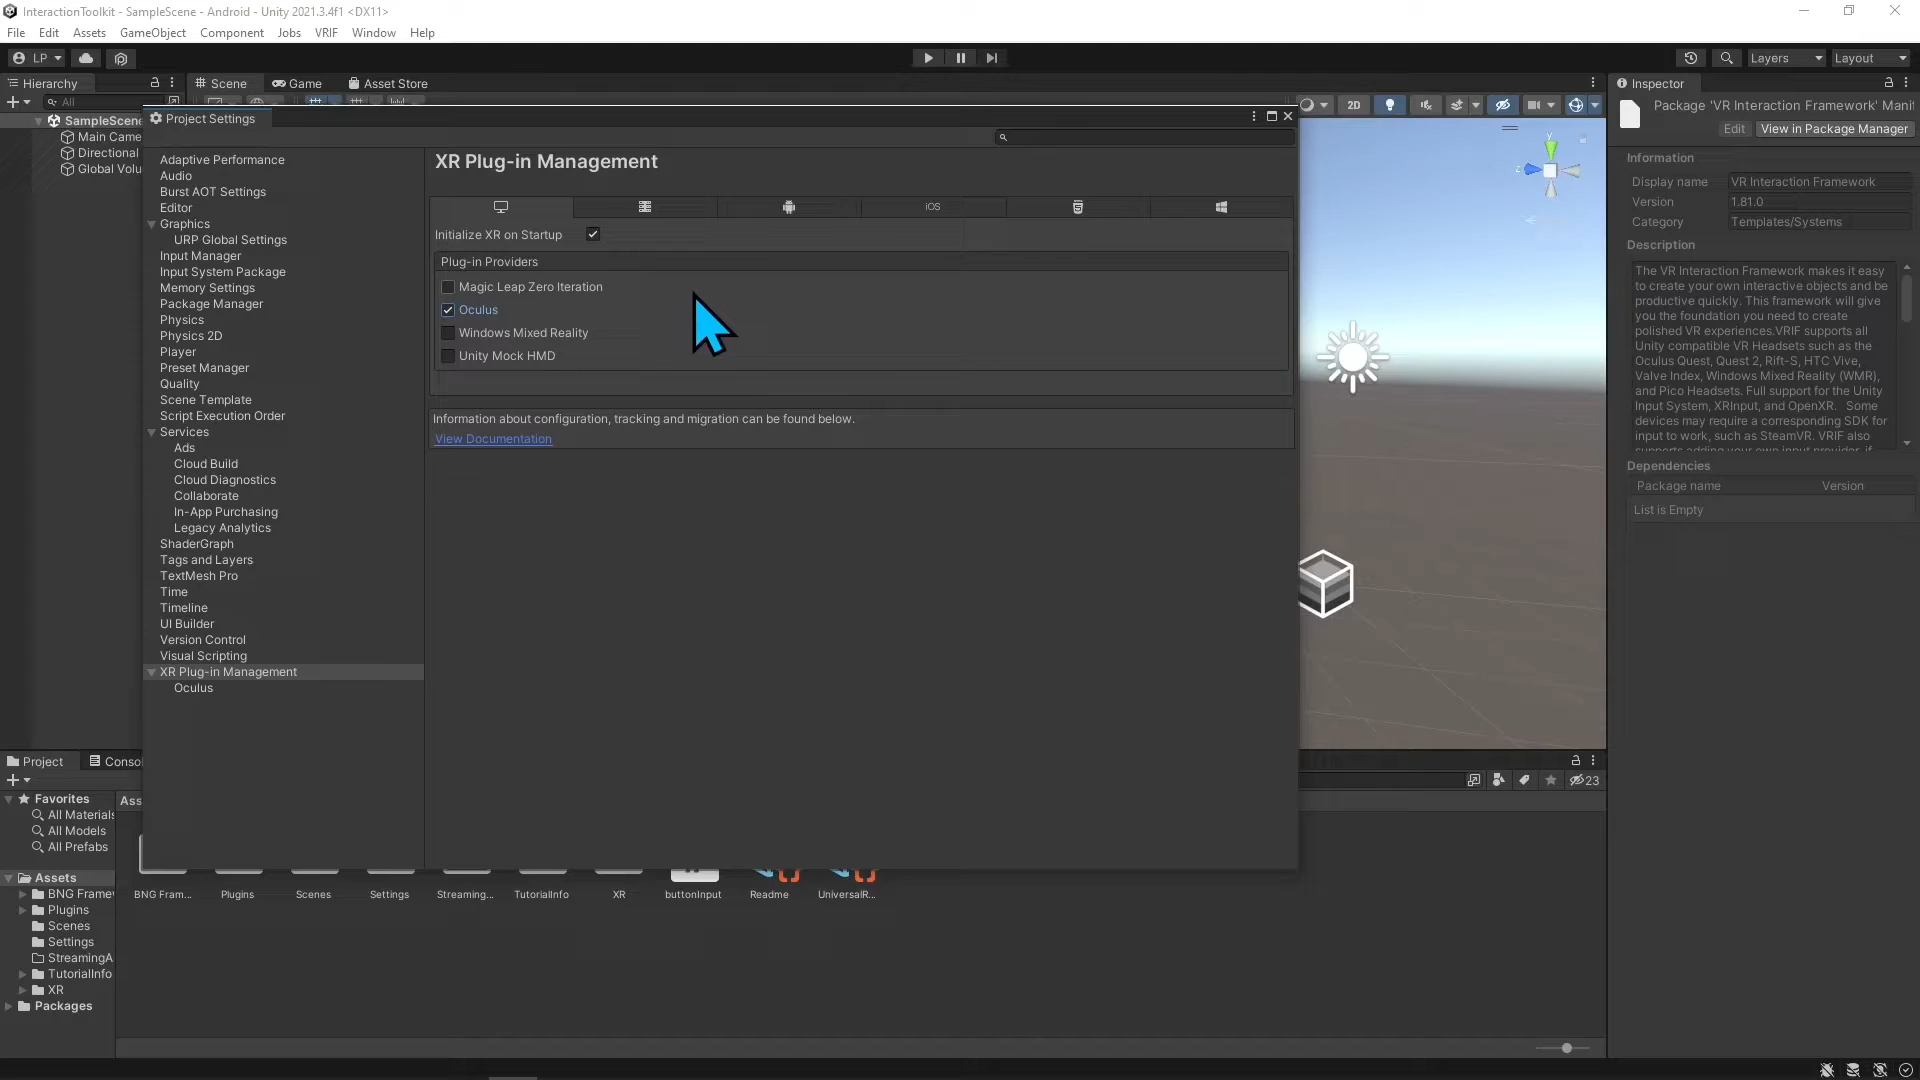 InteractionToolkit - SampleScene - Android - Unity 2021.3.4f1 <DX11>
File Edit Assets GameObject Component Jobs VRIF Window Help
LP Layers Layout
Hierarchy Scene Game Asset Store Inspector
All
2D
Package 'VR Interaction Framework' Mani
Edit View in Package Manager
SampleScene
Main Came
Directional
Global Volu
Project Settings
Adaptive Performance
Audio
Burst AOT Settings
Editor
Graphics
URP Global Settings
Input Manager
Input System Package
Memory Settings
Package Manager
Physics
Physics 2D
Player
Preset Manager
Quality
Scene Template
Script Execution Order
Services
Ads
Cloud Build
Cloud Diagnostics
Collaborate
In-App Purchasing
Legacy Analytics
ShaderGraph
Tags and Layers
TextMesh Pro
Time
Timeline
UI Builder
Version Control
Visual Scripting
XR Plug-in Management
Oculus
XR Plug-in Management
iOS
Initialize XR on Startup
Plug-in Providers
Magic Leap Zero Iteration
Oculus
Windows Mixed Reality
Unity Mock HMD
Information about configuration, tracking and migration can be found below.
View Documentation
y
z
Information
Display name VR Interaction Framework
Version 1.81.0
Category Templates/Systems
Description
The VR Interaction Framework makes it easy
to create your own interactive objects and be
productive quickly. This framework will give
you the foundation you need to create
polished VR experiences.VRIF supports all
Unity compatible VR Headsets such as the
Oculus Quest, Quest 2, Rift-S, HTC Vive,
Valve Index, Windows Mixed Reality (WMR),
and Pico Headsets. Full support for the Unity
Input System, XRInput, and OpenXR. Some
devices may require a corresponding SDK for
input to work, such as SteamVR. VRIF also
supports adding your own input provider, if
Dependencies
Package name Version
List is Empty
Project Conso
23
Favorites
All Materials
All Models
All Prefabs
Assets
BNG Frame
Plugins
Scenes
Settings
StreamingA
TutorialInfo
XR
Packages
Ass
BNG Fram... Plugins Scenes Settings Streaming... TutorialInfo XR buttonInput Readme UniversalR...